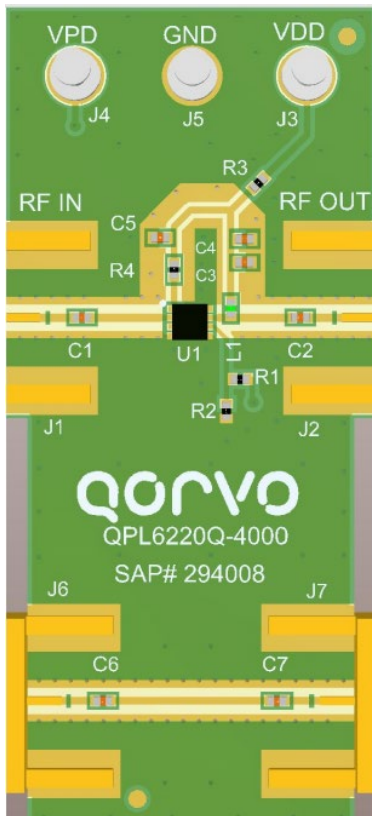 VPD GND VDD
J4 J5 J3
R3
RF IN RF OUT
C5 C4
R4 C3
C1 U1 L1 C2
R1
R2
J1 J2
QORVO
QPL6220Q-4000
SAP# 294008
J6 J7
C6 C7